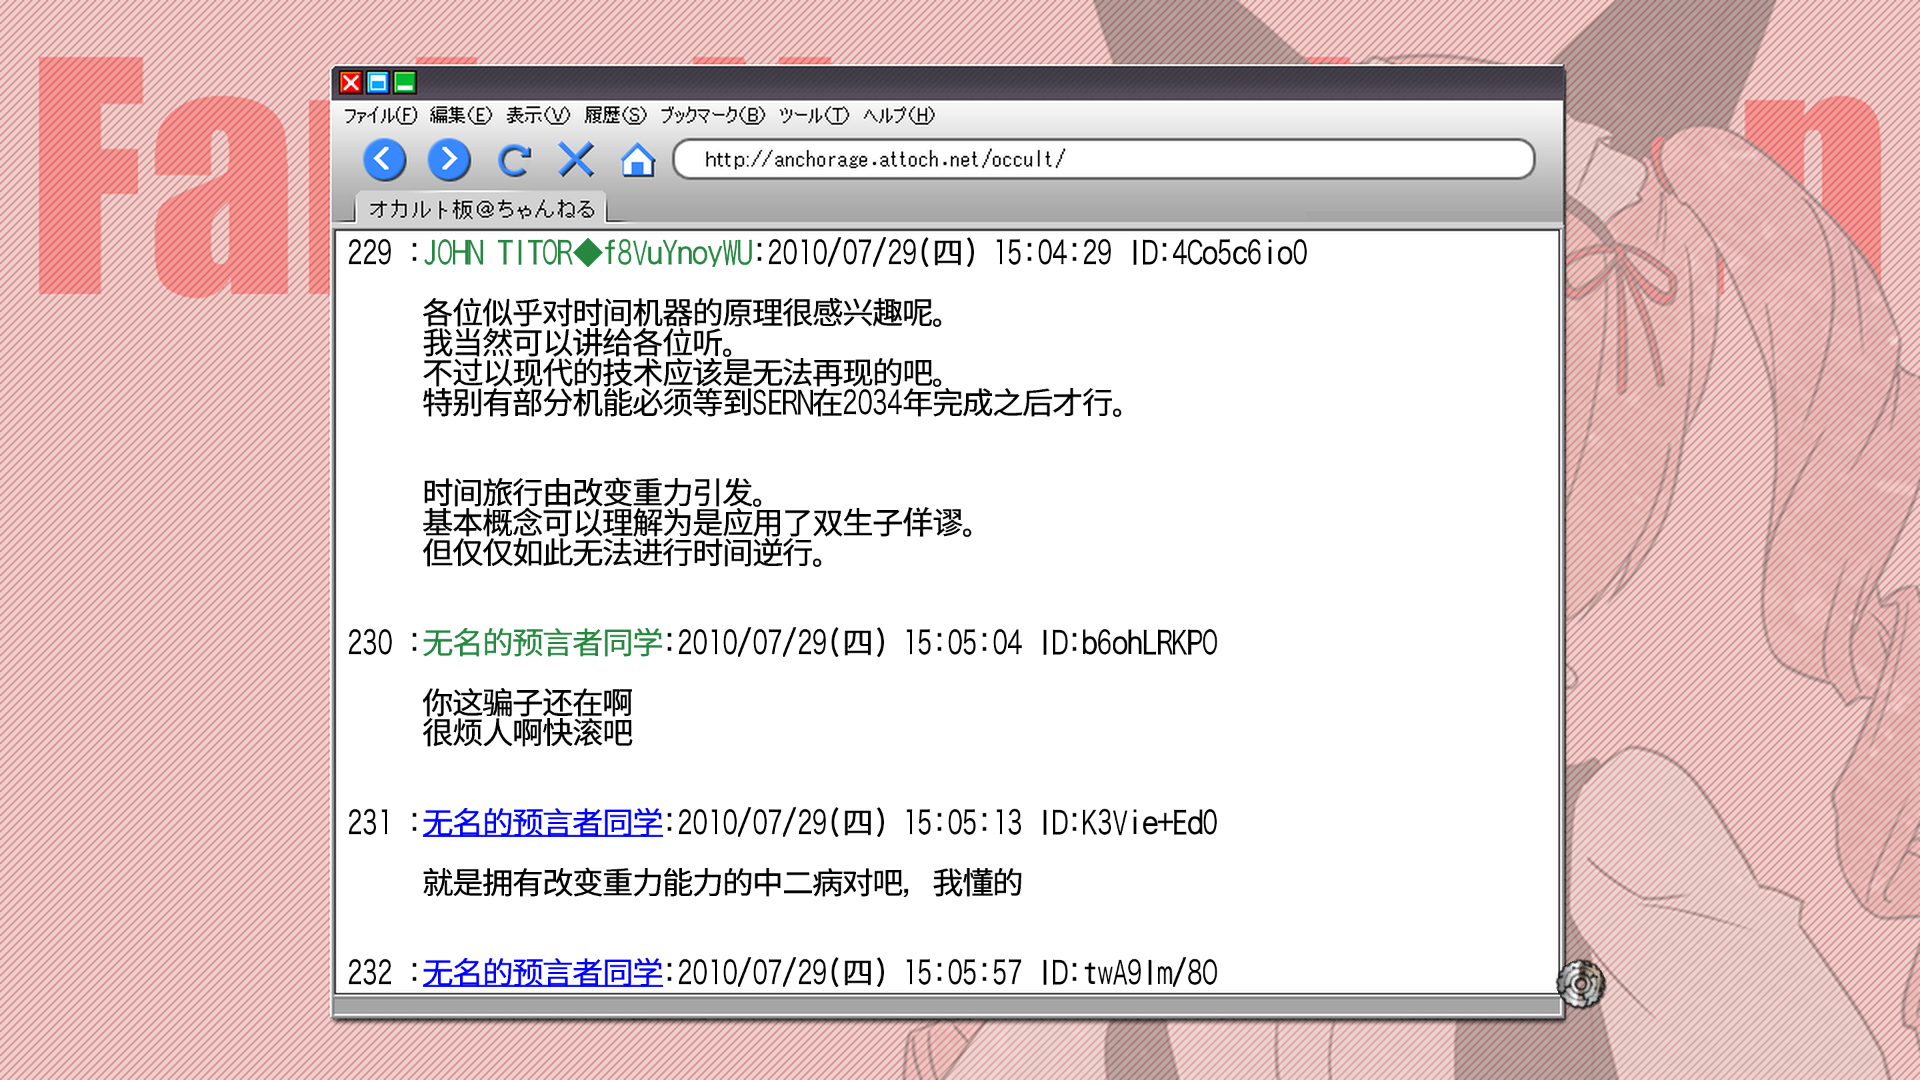 ファイル(F) 編集(E) 表示(V) 履歴(S) ブックマーク(B) ツール(T) ヘルプ(H)
http://anchorage.attoch.net/occult/
オカルト板@ちゃんねる
229 :JOHN TITOR◆f8VuYnoyWU:2010/07/29(四) 15:04:29 ID:4Co5c6io0
各位似乎对时间机器的原理很感兴趣呢。
我当然可以讲给各位听。
不过以现代的技术应该是无法再现的吧。
特别有部分机能必须等到SERN在2034年完成之后才行。
时间旅行由改变重力引发。
基本概念可以理解为是应用了双生子佯谬。
但仅仅如此无法进行时间逆行。
230 :无名的预言者同学:2010/07/29(四) 15:05:04 ID:b6ohLRKP0
你这骗子还在啊
很烦人啊快滚吧
231 :无名的预言者同学:2010/07/29(四) 15:05:13 ID:K3Vie+Ed0
就是拥有改变重力能力的中二病对吧，我懂的
232 :无名的预言者同学:2010/07/29(四) 15:05:57 ID:twA9Im/80